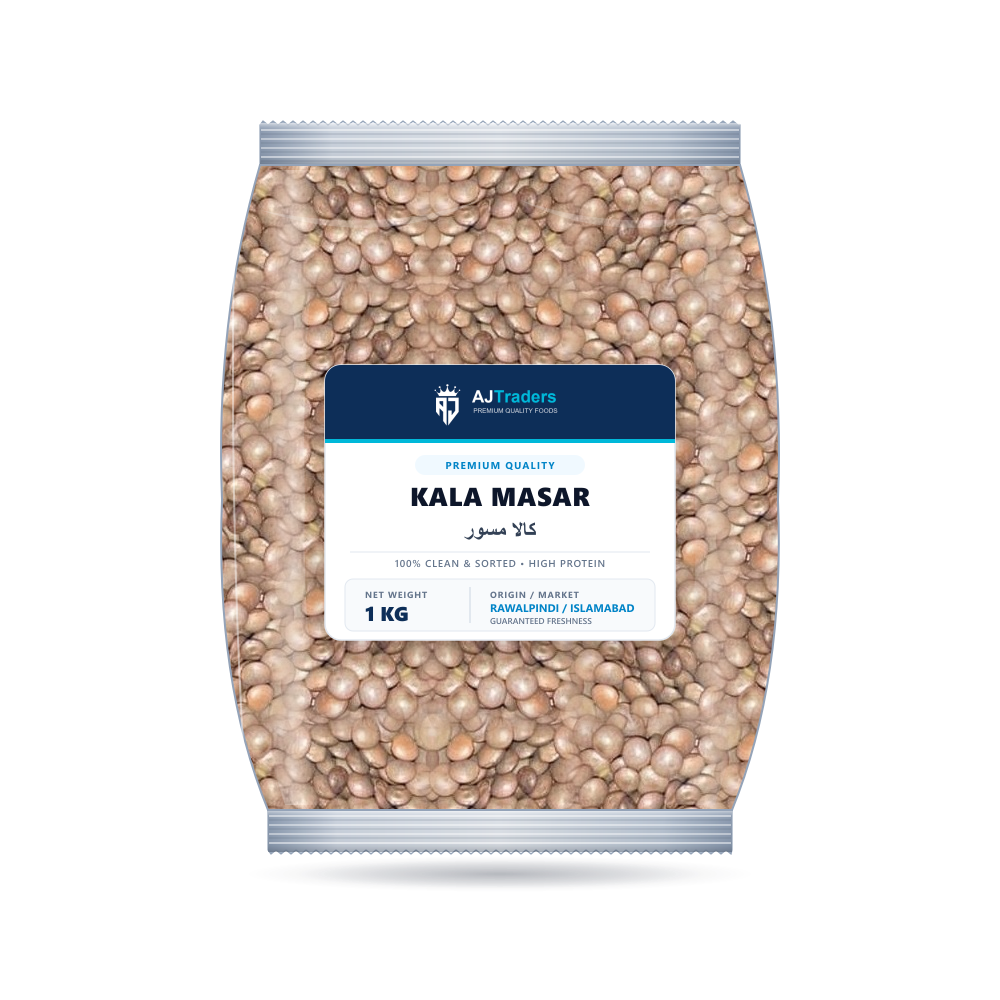 AJ
AJTraders
PREMIUM QUALITY FOODS
PREMIUM QUALITY
KALA MASAR
کالا مسور
100% CLEAN & SORTED • HIGH PROTEIN
NET WEIGHT
1 KG
ORIGIN / MARKET
RAWALPINDI / ISLAMABAD
GUARANTEED FRESHNESS